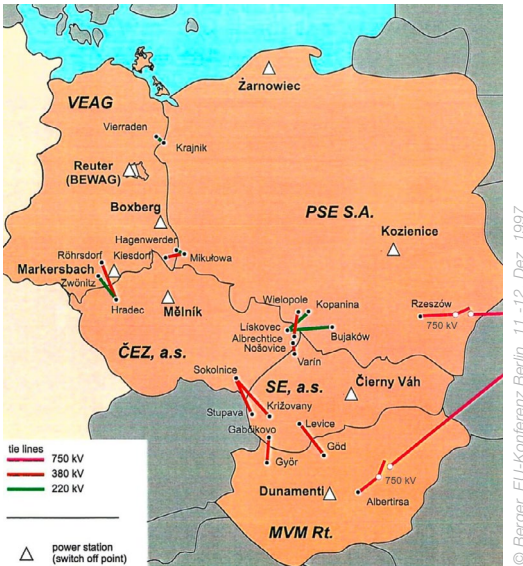 Żarnowiec
VEAG
Vierraden
Krajnik
Reuter
(BEWAG)
Boxberg
PSE S.A.
Kozienice
Hagenwerder
Kiesdorf
Mikułowa
Röhrsdorf
Markersbach
Zwönitz
Hradec
Mělník
Wielopole
Kopanina
Rzeszów
750 kV
Lískovec
Albrechtice
Nošovice
Bujaków
Varín
ČEZ, a.s.
Sokolnice
SE, a.s.
Čierny Váh
Stupava
Križovany
Gabčikovo
Levice
Győr
Göd
750 kV
Dunamenti
Albertirsa
MVM Rt.
tie lines
750 kV
380 kV
220 kV
power station
(switch off point)
© Berger, EU-Konferenz Berlin, 11.-12. Dez. 1997